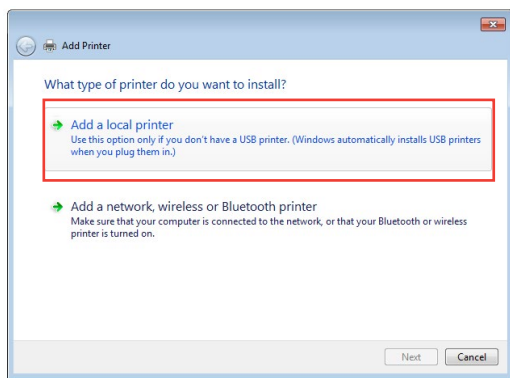 Add Printer
What type of printer do you want to install?
Add a local printer
Use this option only if you don't have a USB printer. (Windows automatically installs USB printers
when you plug them in.)
Add a network, wireless or Bluetooth printer
Make sure that your computer is connected to the network, or that your Bluetooth or wireless
printer is turned on.
Next Cancel